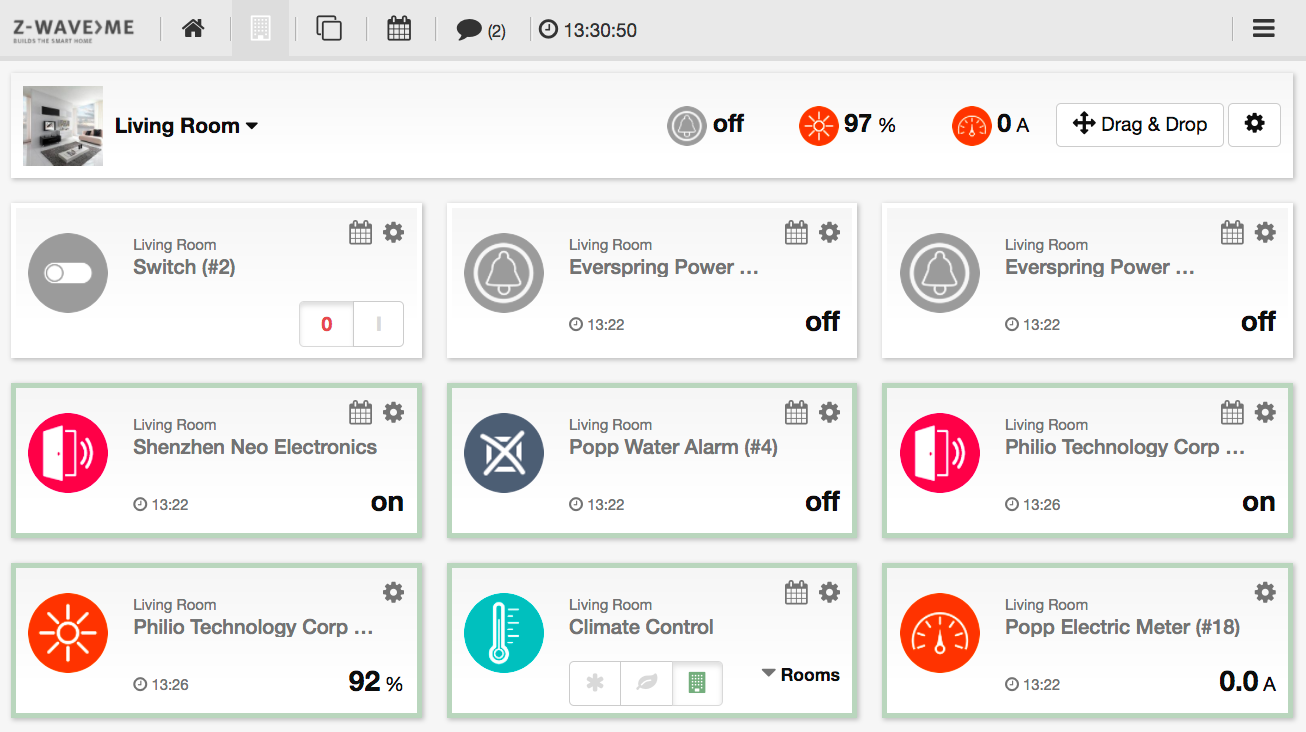 Z-WAVE>ME
BUILDS THE SMART HOME
(2)
13:30:50
Living Room
off
97 %
0 A
Drag & Drop
Living Room
Switch (#2)
0 I
Living Room
Everspring Power ...
13:22
off
Living Room
Everspring Power ...
13:22
off
Living Room
Shenzhen Neo Electronics
13:22
on
Living Room
Popp Water Alarm (#4)
13:22
off
Living Room
Philio Technology Corp ...
13:26
on
Living Room
Philio Technology Corp ...
13:26
92 %
Living Room
Climate Control
Rooms
Living Room
Popp Electric Meter (#18)
13:22
0.0 A